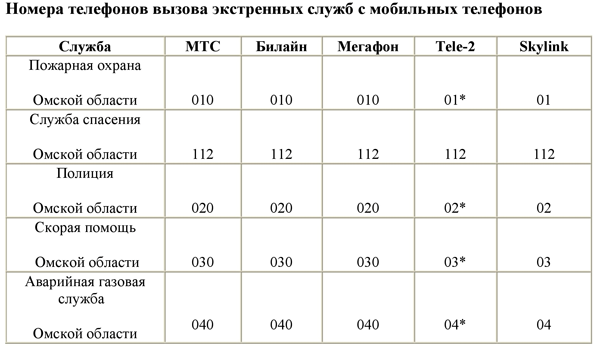 Номера телефонов вызова экстренных служб с мобильных телефонов
Служба МТС Билайн Мегафон Tele-2 Skylink
Пожарная охрана
Омской области 010 010 010 01* 01
Служба спасения
Омской области 112 112 112 112 112
Полиция
Омской области 020 020 020 02* 02
Скорая помощь
Омской области 030 030 030 03* 03
Аварийная газовая
служба
Омской области 040 040 040 04* 04